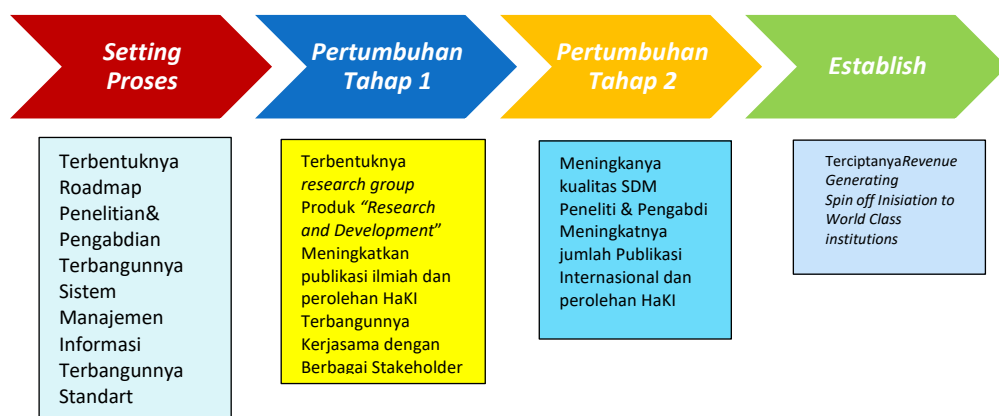 Setting
Proses
Pertumbuhan
Tahap 1
Pertumbuhan
Tahap 2
Establish
Terbentuknya
Roadmap
Penelitian&
Pengabdian
Terbangunnya
Sistem
Manajemen
Informasi
Terbangunnya
Standart
Terbentuknya
research group
Produk “Research
and Development”
Meningkatkan
publikasi ilmiah dan
perolehan HaKI
Terbangunnya
Kerjasama dengan
Berbagai Stakeholder
Meningkanya
kualitas SDM
Peneliti & Pengabdi
Meningkatnya
jumlah Publikasi
Internasional dan
perolehan HaKI
TerciptanyaRevenue
Generating
Spin off Inisiation to
World Class
institutions